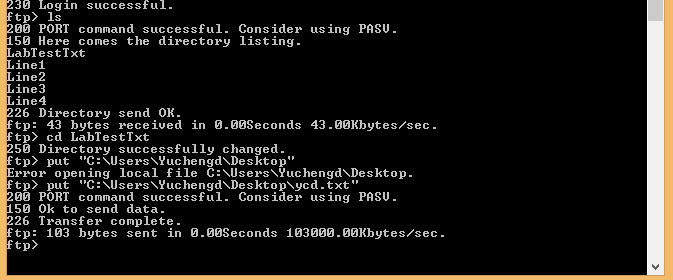 230 Login successful.
ftp> ls
200 PORT command successful. Consider using PASV.
150 Here comes the directory listing.
LabTestTxt
Line1
Line2
Line3
Line4
226 Directory send OK.
ftp: 43 bytes received in 0.00Seconds 43.00Kbytes/sec.
ftp> cd LabTestTxt
250 Directory successfully changed.
ftp> put "C:\Users\Yuchengd\Desktop"
Error opening local file C:\Users\Yuchengd\Desktop.
ftp> put "C:\Users\Yuchengd\Desktop\ycd.txt"
200 PORT command successful. Consider using PASV.
150 Ok to send data.
226 Transfer complete.
ftp: 103 bytes sent in 0.00Seconds 103000.00Kbytes/sec.
ftp>